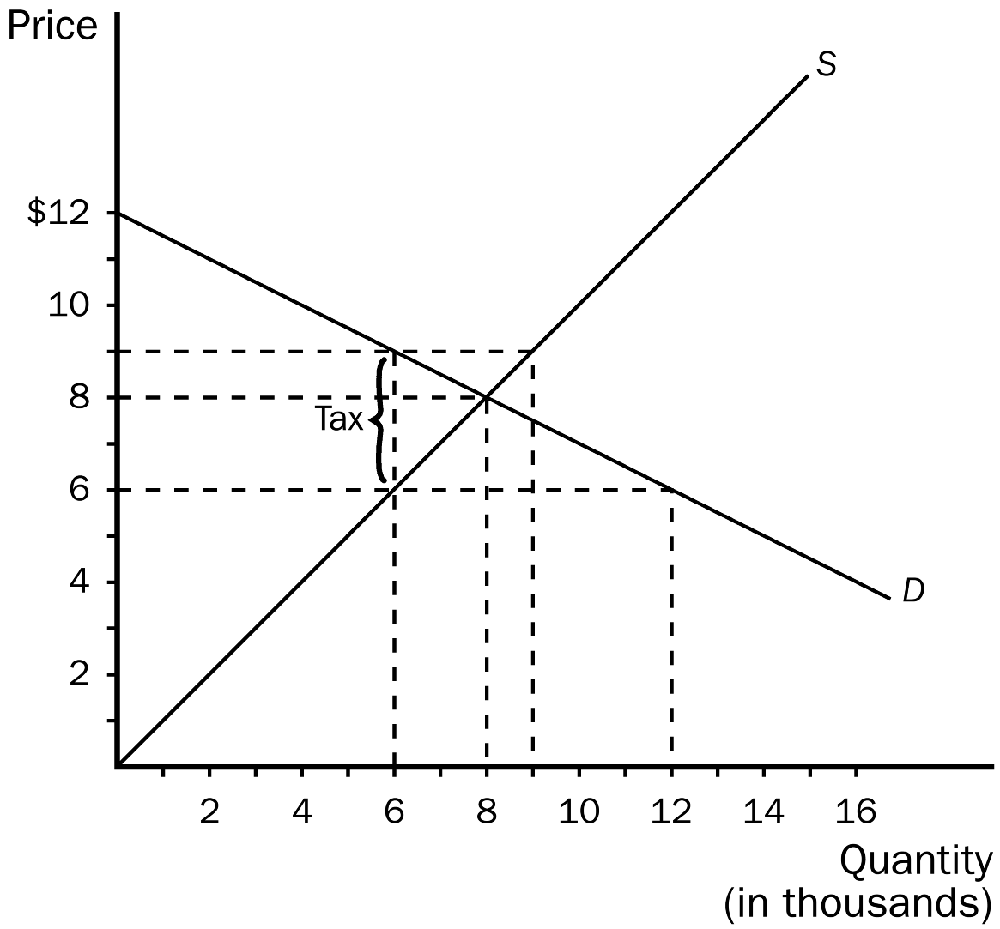 Price
S
$12
10
8
Tax
6
4
D
2
2 4 6 8 10 12 14 16
Quantity
(in thousands)